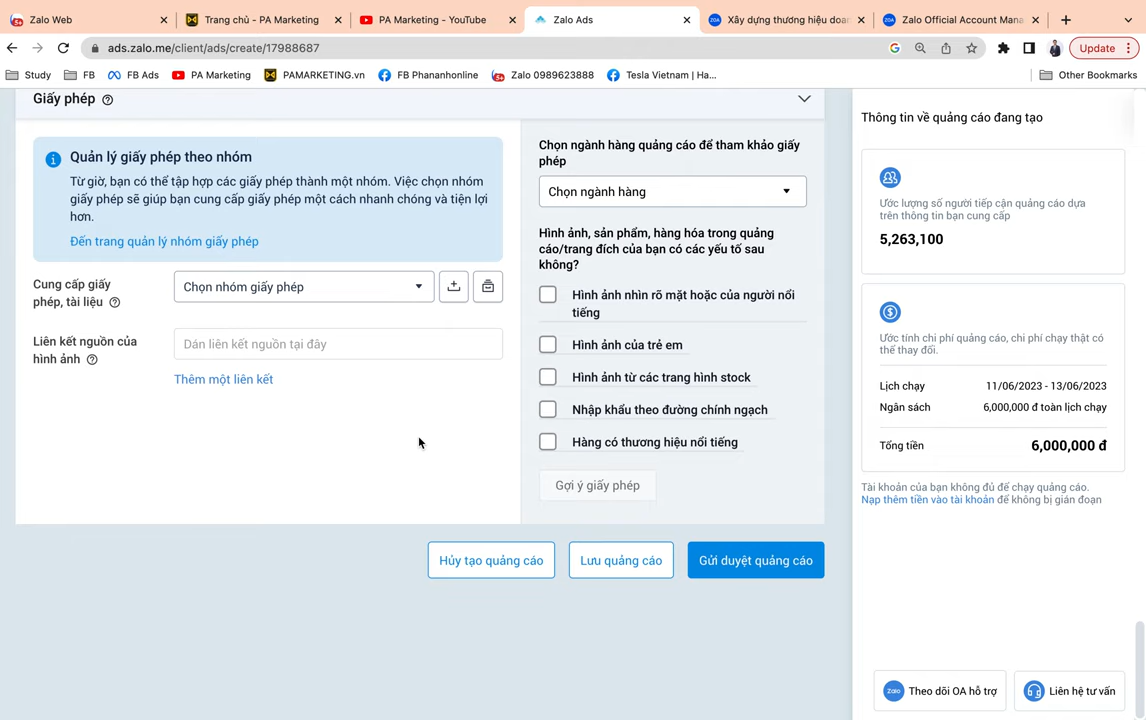 Zalo Web
Trang chủ - PA Marketing
PA Marketing - YouTube
Zalo Ads
Xây dựng thương hiệu doan
Zalo Official Account Mana
ads.zalo.me/client/ads/create/17988687
Update
Study
FB
FB Ads
PA Marketing
PAMARKETING.vn
FB Phananhonline
Zalo 0989623888
Tesla Vietnam | Ha...
Other Bookmarks
Giấy phép
Quản lý giấy phép theo nhóm
Từ giờ, bạn có thể tập hợp các giấy phép thành một nhóm. Việc chọn nhóm
giấy phép sẽ giúp bạn cung cấp giấy phép một cách nhanh chóng và tiện lợi
hơn.
Đến trang quản lý nhóm giấy phép
Cung cấp giấy
phép, tài liệu
Chọn nhóm giấy phép
Liên kết nguồn của
hình ảnh
Dán liên kết nguồn tại đây
Thêm một liên kết
Chọn ngành hàng quảng cáo để tham khảo giấy
phép
Chọn ngành hàng
Hình ảnh, sản phẩm, hàng hóa trong quảng
cáo/trang đích của bạn có các yếu tố sau
không?
Hình ảnh nhìn rõ mặt hoặc của người nổi
tiếng
Hình ảnh của trẻ em
Hình ảnh từ các trang hình stock
Nhập khẩu theo đường chính ngạch
Hàng có thương hiệu nổi tiếng
Gợi ý giấy phép
Hủy tạo quảng cáo
Lưu quảng cáo
Gửi duyệt quảng cáo
Thông tin về quảng cáo đang tạo
Ước lượng số người tiếp cận quảng cáo dựa
trên thông tin bạn cung cấp
5,263,100
Ước tính chi phí quảng cáo, chi phí chạy thật có
thể thay đổi.
Lịch chạy 11/06/2023 - 13/06/2023
Ngân sách 6,000,000 đ toàn lịch chạy
Tổng tiền 6,000,000 đ
Tài khoản của bạn không đủ để chạy quảng cáo.
Nạp thêm tiền vào tài khoản để không bị gián đoạn
Zalo Theo dõi OA hỗ trợ
Liên hệ tư vấn